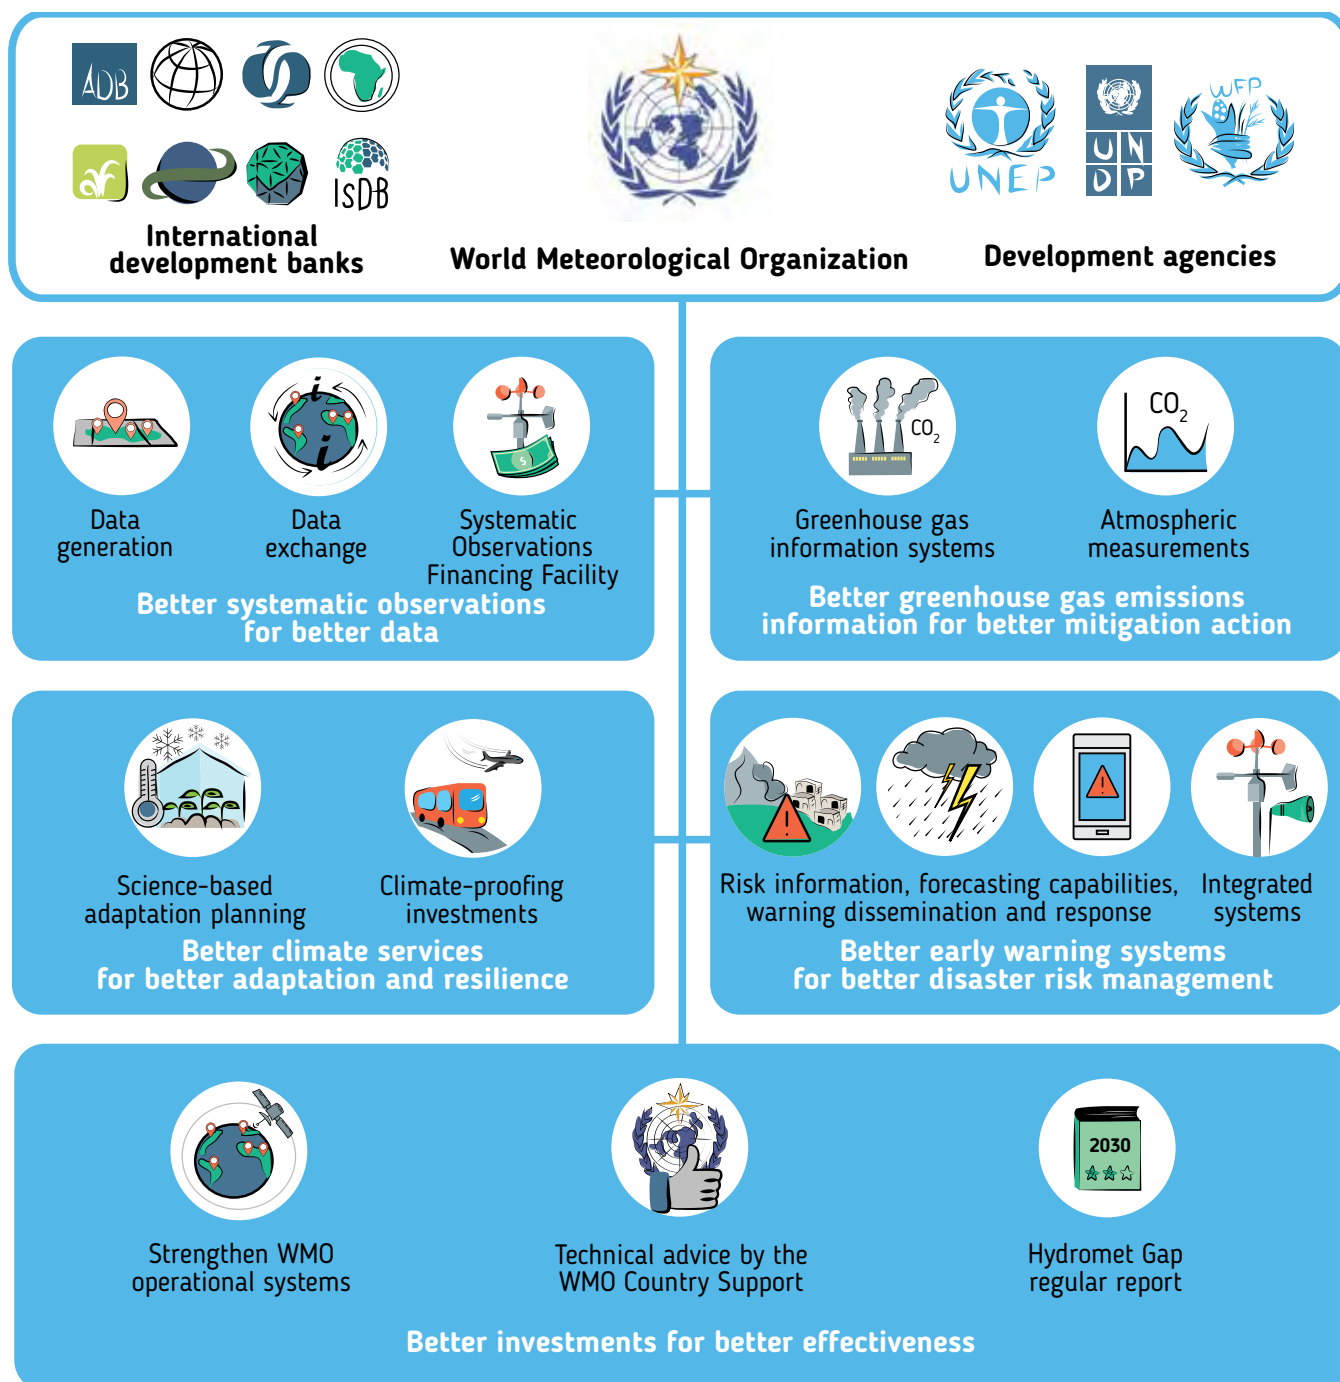 ADB
IsDB
International
development banks
World Meteorological Organization
UNEP
UN
DP
WFP
Development agencies
i
i
$
Data
generation
Data
exchange
Systematic
Observations
Financing Facility
Better systematic observations
for better data
CO2
CO2
Greenhouse gas
information systems
Atmospheric
measurements
Better greenhouse gas emissions
information for better mitigation action
Science-based
adaptation planning
Climate-proofing
investments
Better climate services
for better adaptation and resilience
!
!
Risk information, forecasting capabilities,
warning dissemination and response
Integrated
systems
Better early warning systems
for better disaster risk management
2030
Strengthen WMO
operational systems
Technical advice by the
WMO Country Support
Hydromet Gap
regular report
Better investments for better effectiveness